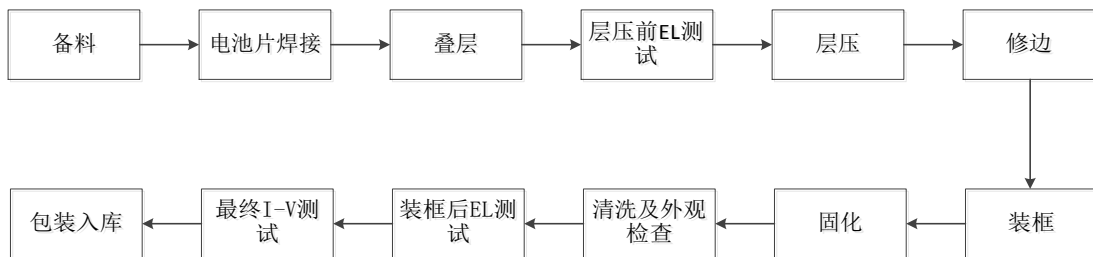 备料
电池片焊接
叠层
层压前EL测
试
层压
修边
包装入库
最终I-V测
试
装框后EL测
试
清洗及外观
检查
固化
装框